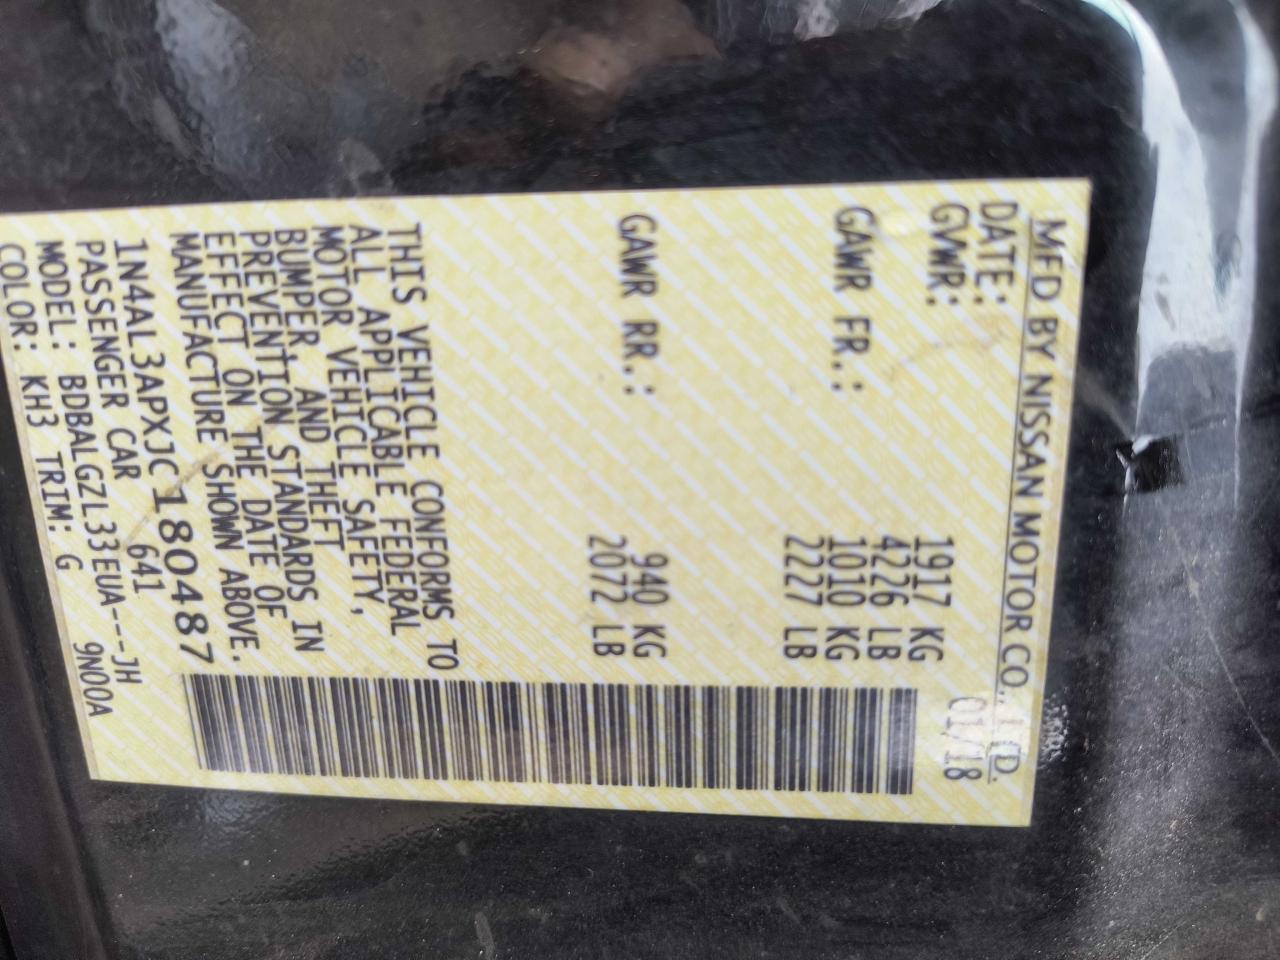 MFD BY NISSAN MOTOR CO., LTD.
DATE: 01/18
GVWR: 1917 KG
4226 LB
GAWR FR.: 1010 KG
2227 LB
GAWR RR.: 940 KG
2072 LB
THIS VEHICLE CONFORMS TO
ALL APPLICABLE FEDERAL
MOTOR VEHICLE SAFETY,
BUMPER, AND THEFT
PREVENTION STANDARDS IN
EFFECT ON THE DATE OF
MANUFACTURE SHOWN ABOVE.
1N4AL3APXJC180487
PASSENGER CAR 641
MODEL: BDBALGZL33EUA---JH
COLOR: KH3 TRIM: G 9N00A